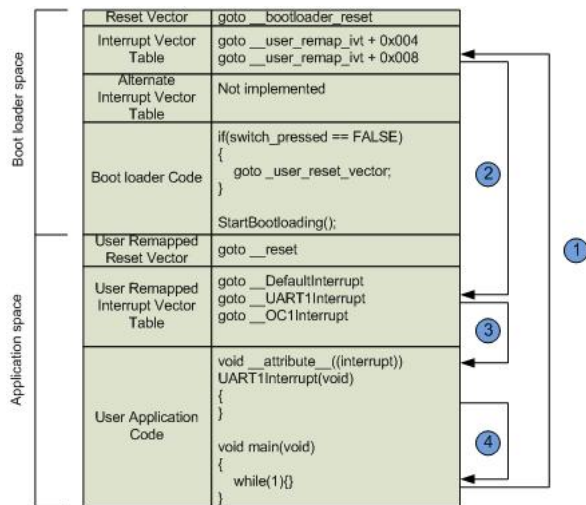 Boot loader space
Reset Vector
goto __bootloader_reset
Interrupt Vector
Table
goto __user_remap_ivt + 0x004
goto __user_remap_ivt + 0x008
Alternate
Interrupt Vector
Table
Not implemented
Boot loader Code
if(switch_pressed == FALSE)
{
goto _user_reset_vector;
}
StartBootloading();
Application space
User Remapped
Reset Vector
goto __reset
User Remapped
Interrupt Vector
Table
goto __DefaultInterrupt
goto __UART1Interrupt
goto __OC1Interrupt
User Application
Code
void __attribute__((interrupt))
UART1Interrupt(void)
{
}
void main(void)
{
while(1){}
}
1
2
3
4